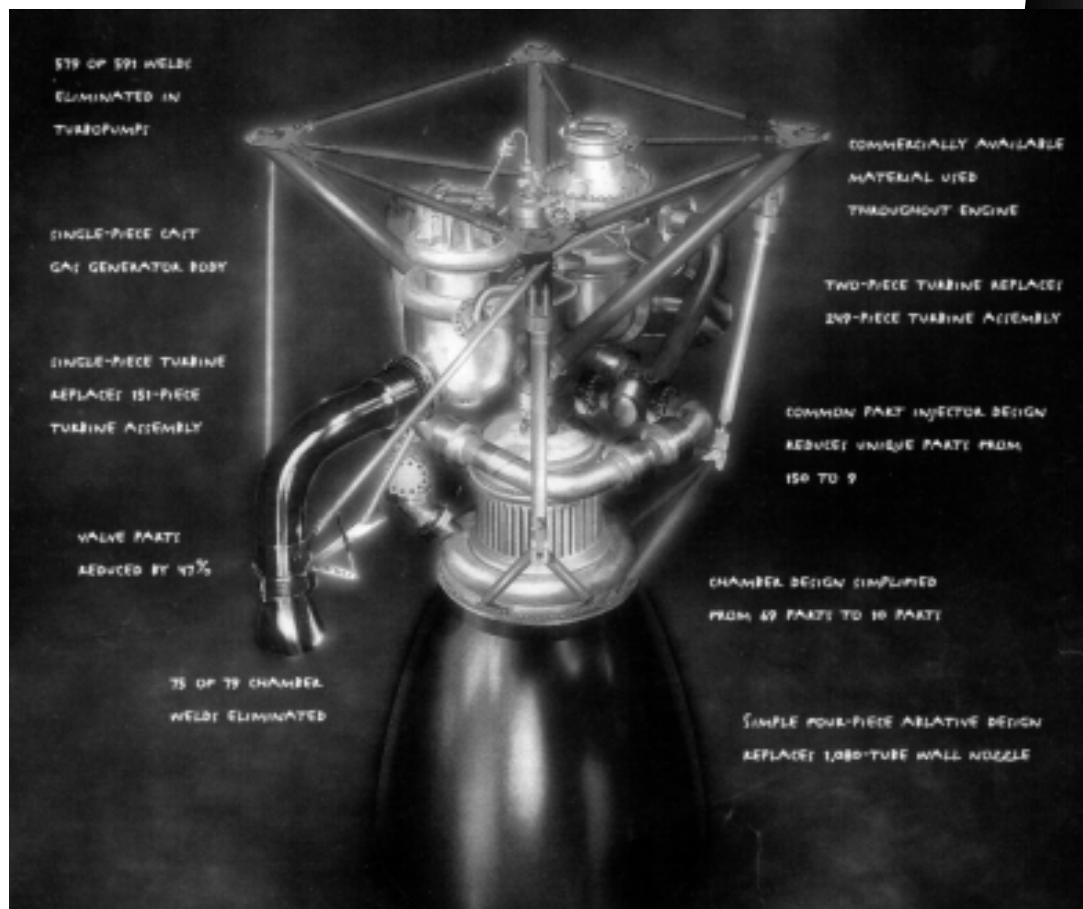 579 OF 591 WELDS
ELIMINATED IN
TURBOPUMPS
COMMERCIALLY AVAILABLE
MATERIAL USED
THROUGHOUT ENGINE
SINGLE-PIECE CAST
GAS GENERATOR BODY
TWO-PIECE TURBINE REPLACES
249-PIECE TURBINE ASSEMBLY
SINGLE-PIECE TURBINE
REPLACES 151-PIECE
TURBINE ASSEMBLY
COMMON PART INJECTOR DESIGN
REDUCES UNIQUE PARTS FROM
150 TO 9
VALVE PARTS
REDUCED BY 47%
CHAMBER DESIGN SIMPLIFIED
FROM 69 PARTS TO 10 PARTS
75 OF 79 CHAMBER
WELDS ELIMINATED
SIMPLE FOUR-PIECE ABLATIVE DESIGN
REPLACES 1,080-TUBE WALL NOZZLE